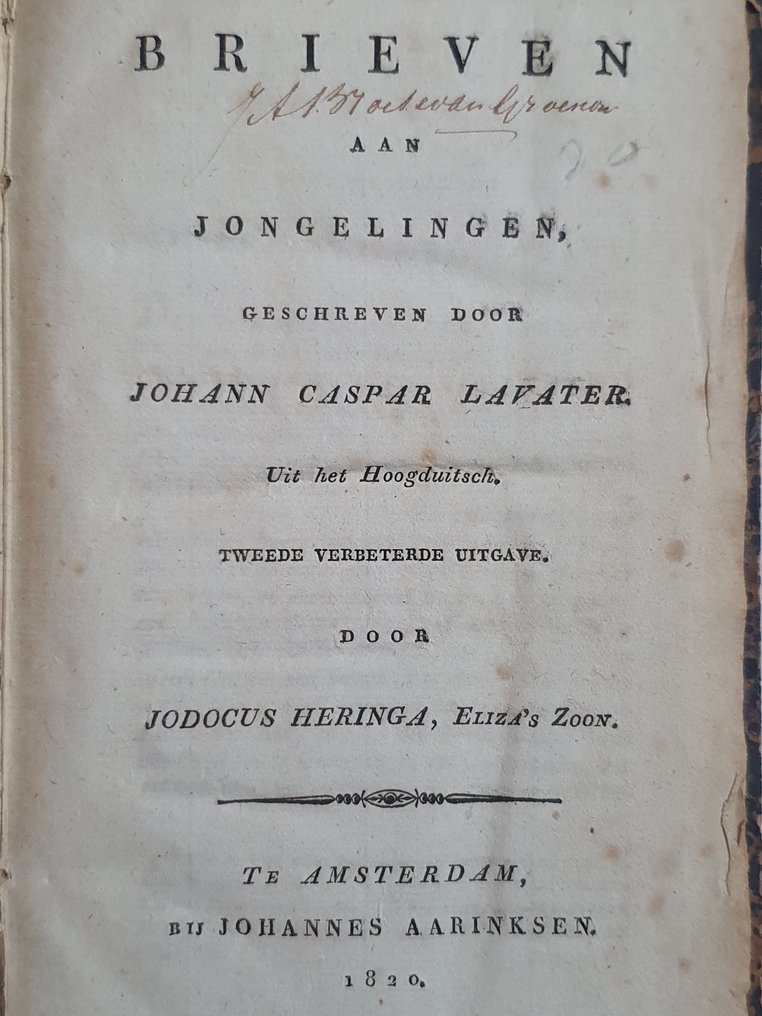 BRIEVEN
AAN
JONGELINGEN,
GESCHREVEN DOOR
JOHANN CASPAR LAVATER.
Uit het Hoogduitsch.
TWEEDE VERBETERDE UITGAVE.
DOOR
JODOCUS HERINGA, ELIZA's ZOON.
TE AMSTERDAM,
BIJ JOHANNES AARINKSEN.
1820.